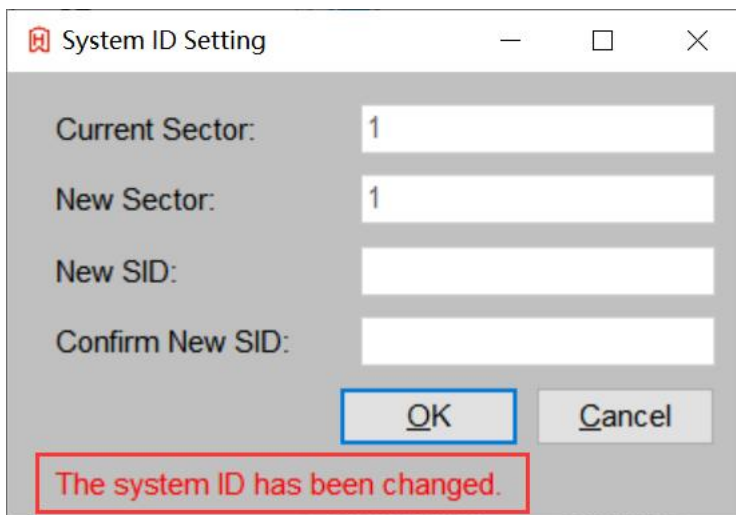 System ID Setting
Current Sector: 1
New Sector: 1
New SID:
Confirm New SID:
OK Cancel
The system ID has been changed.